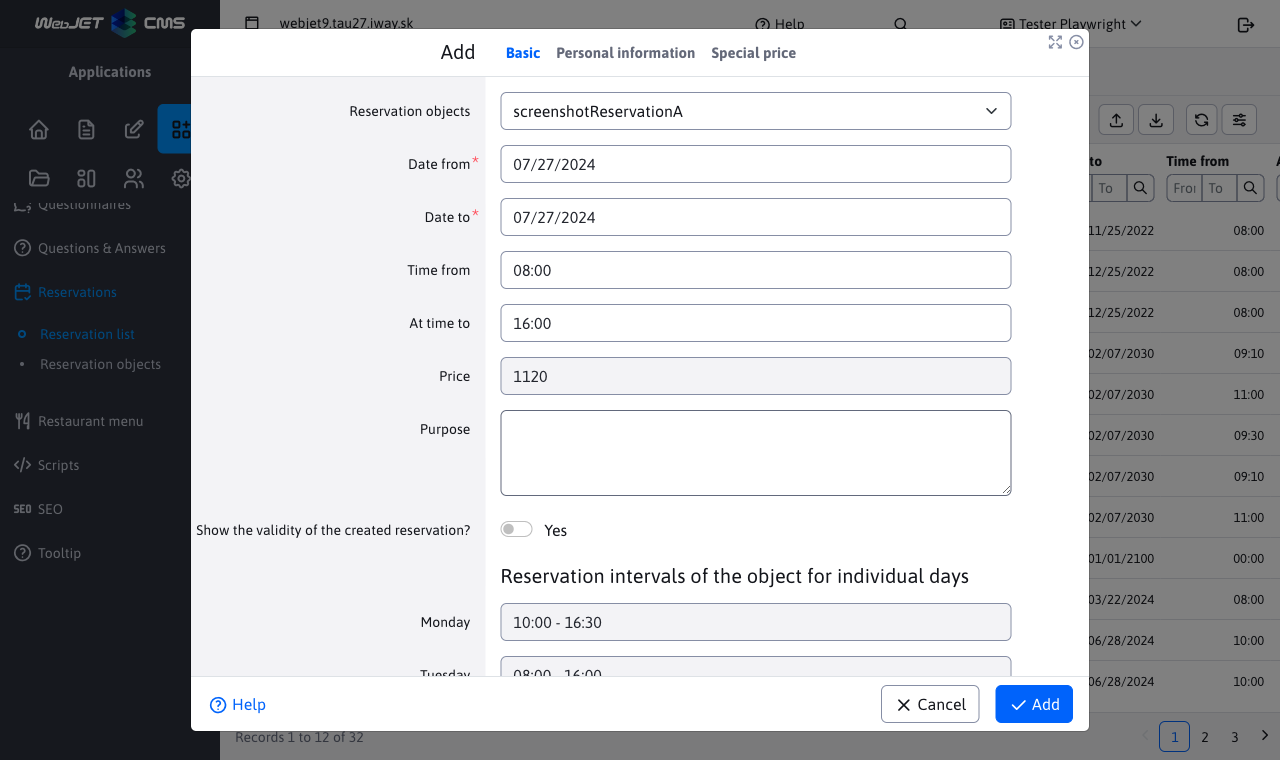 WebJET CMS
webjet9.tau27.iway.sk
Help
Tester Playwright
Applications
Questionnaires
Questions & Answers
Reservations
Reservation list
Reservation objects
Restaurant menu
Scripts
SEO SEO
Tooltip
Add
Basic Personal information Special price
Reservation objects screenshotReservationA
Date from* 07/27/2024
Date to* 07/27/2024
Time from 08:00
At time to 16:00
Price 1120
Purpose
Show the validity of the created reservation? Yes
Reservation intervals of the object for individual days
Monday 10:00 - 16:30
Tuesday 08:00 - 16:00
Help Cancel Add
to Time from
To To
11/25/2022 08:00
12/25/2022 08:00
12/25/2022 08:00
02/07/2030 09:10
02/07/2030 11:00
02/07/2030 09:30
02/07/2030 09:10
02/07/2030 11:00
01/01/2100 00:00
03/22/2024 08:00
06/28/2024 10:00
06/28/2024 10:00
Records 1 to 12 of 32
1 2 3